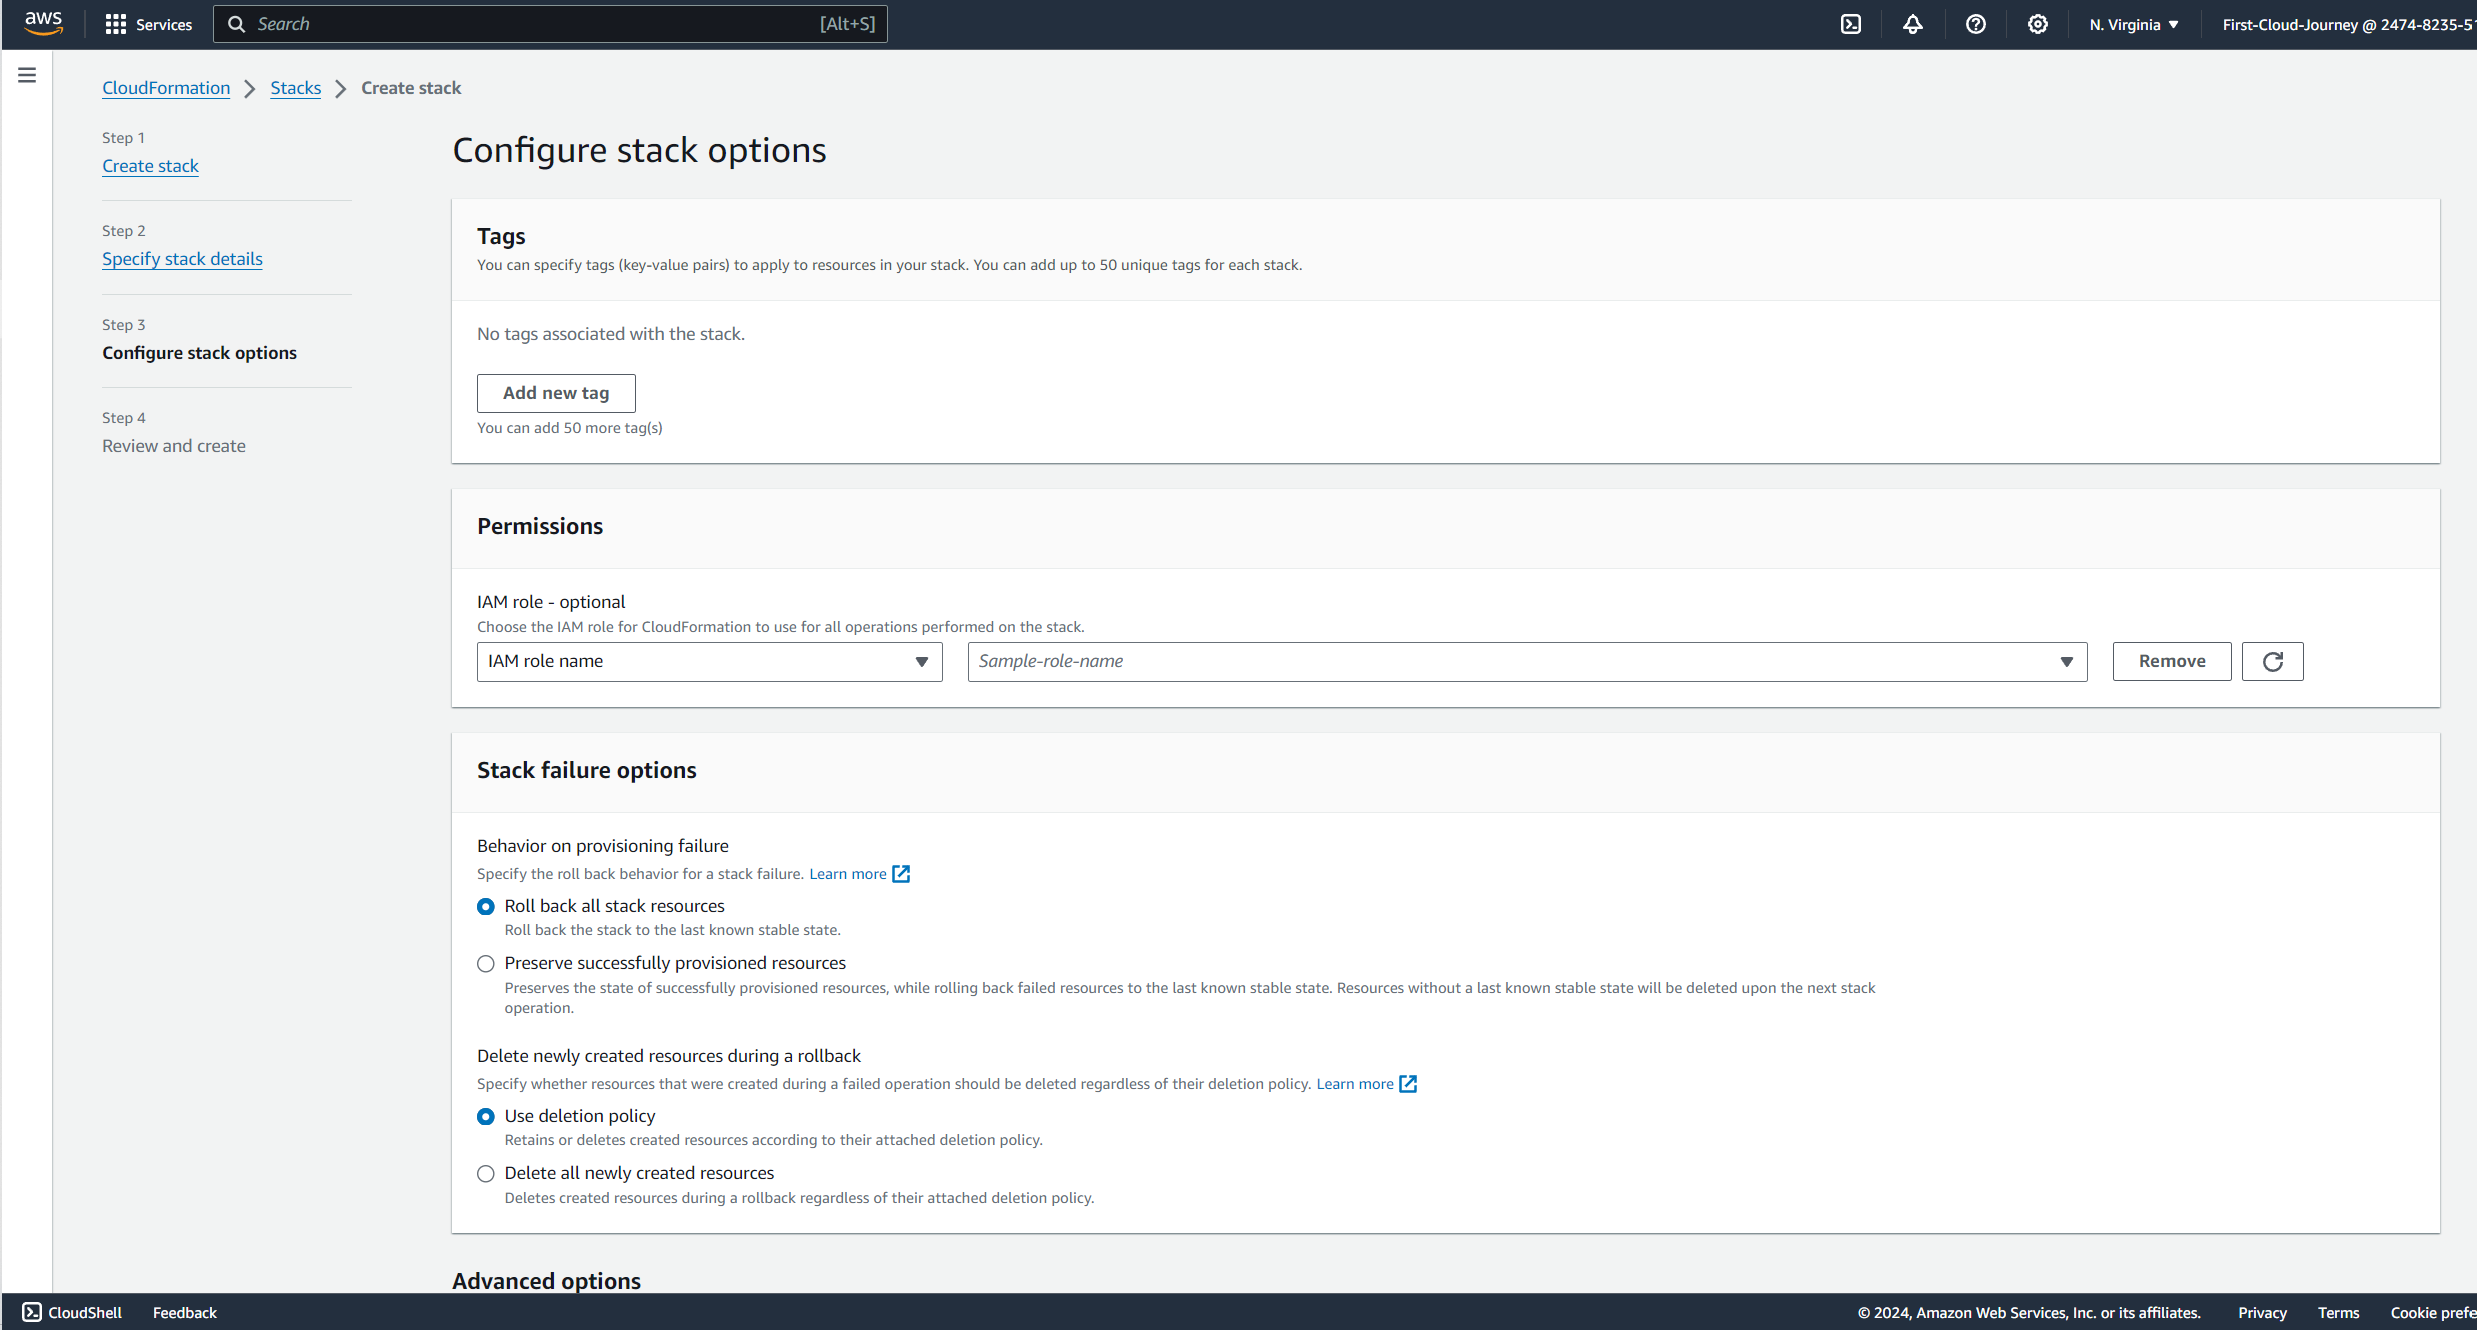 aws
Services
Search
[Alt+S]
N. Virginia
First-Cloud-Journey @ 2474-8235-51
CloudFormation
Stacks
Create stack
Step 1
Create stack
Step 2
Specify stack details
Step 3
Configure stack options
Step 4
Review and create
Configure stack options
Tags
You can specify tags (key-value pairs) to apply to resources in your stack. You can add up to 50 unique tags for each stack.
No tags associated with the stack.
Add new tag
You can add 50 more tag(s)
Permissions
IAM role - optional
Choose the IAM role for CloudFormation to use for all operations performed on the stack.
IAM role name
Sample-role-name
Remove
Stack failure options
Behavior on provisioning failure
Specify the roll back behavior for a stack failure. Learn more
Roll back all stack resources
Roll back the stack to the last known stable state.
Preserve successfully provisioned resources
Preserves the state of successfully provisioned resources, while rolling back failed resources to the last known stable state. Resources without a last known stable state will be deleted upon the next stack
operation.
Delete newly created resources during a rollback
Specify whether resources that were created during a failed operation should be deleted regardless of their deletion policy. Learn more
Use deletion policy
Retains or deletes created resources according to their attached deletion policy.
Delete all newly created resources
Deletes created resources during a rollback regardless of their attached deletion policy.
Advanced options
CloudShell
Feedback
© 2024, Amazon Web Services, Inc. or its affiliates.
Privacy
Terms
Cookie prefe